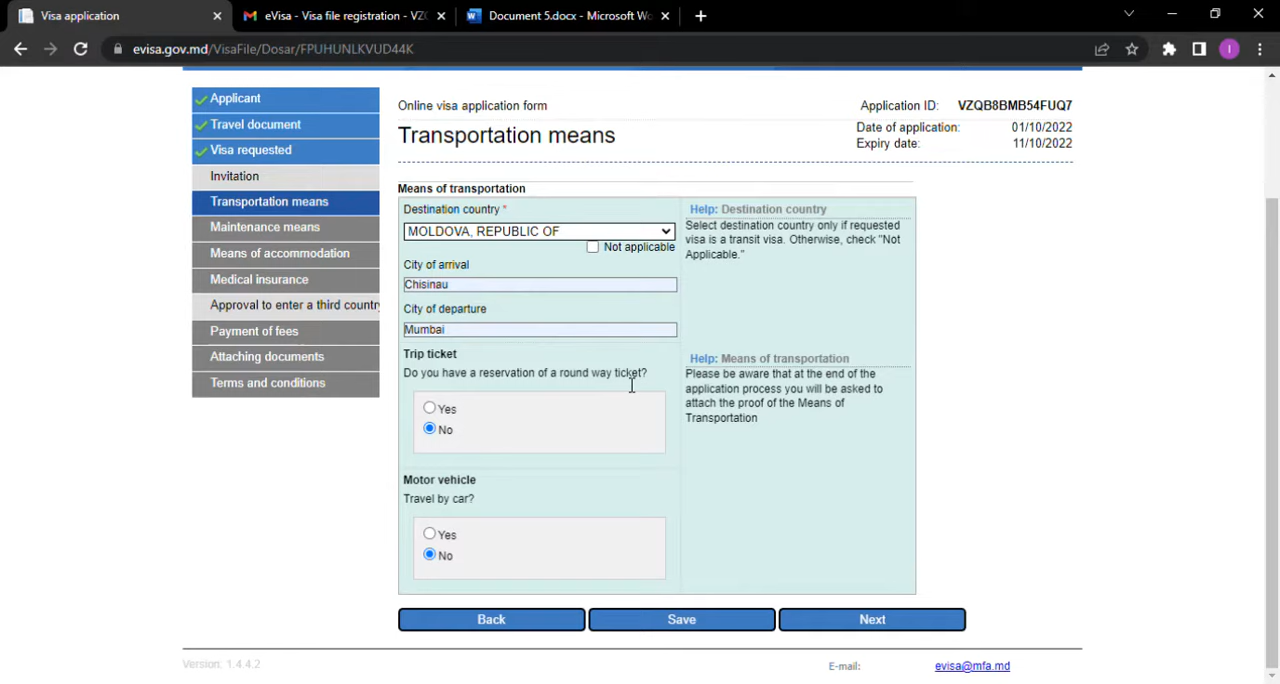 Visa application
eVisa - Visa file registration - VZ
Document 5.docx - Microsoft Wo
evisa.gov.md/VisaFile/Dosar/FPUHUNLKVUD44K
I
Applicant
Travel document
Visa requested
Invitation
Transportation means
Maintenance means
Means of accommodation
Medical insurance
Approval to enter a third country
Payment of fees
Attaching documents
Terms and conditions
Online visa application form
Application ID: VZQB8BMB54FUQ7
Transportation means
Date of application: 01/10/2022
Expiry date: 11/10/2022
Means of transportation
Destination country *
MOLDOVA, REPUBLIC OF
Not applicable
Help: Destination country
Select destination country only if requested
visa is a transit visa. Otherwise, check "Not
Applicable."
City of arrival
Chisinau
City of departure
Mumbai
Trip ticket
Do you have a reservation of a round way ticket?
Yes
No
Help: Means of transportation
Please be aware that at the end of the
application process you will be asked to
attach the proof of the Means of
Transportation
Motor vehicle
Travel by car?
Yes
No
Back
Save
Next
Version: 1.4.4.2
E-mail: evisa@mfa.md